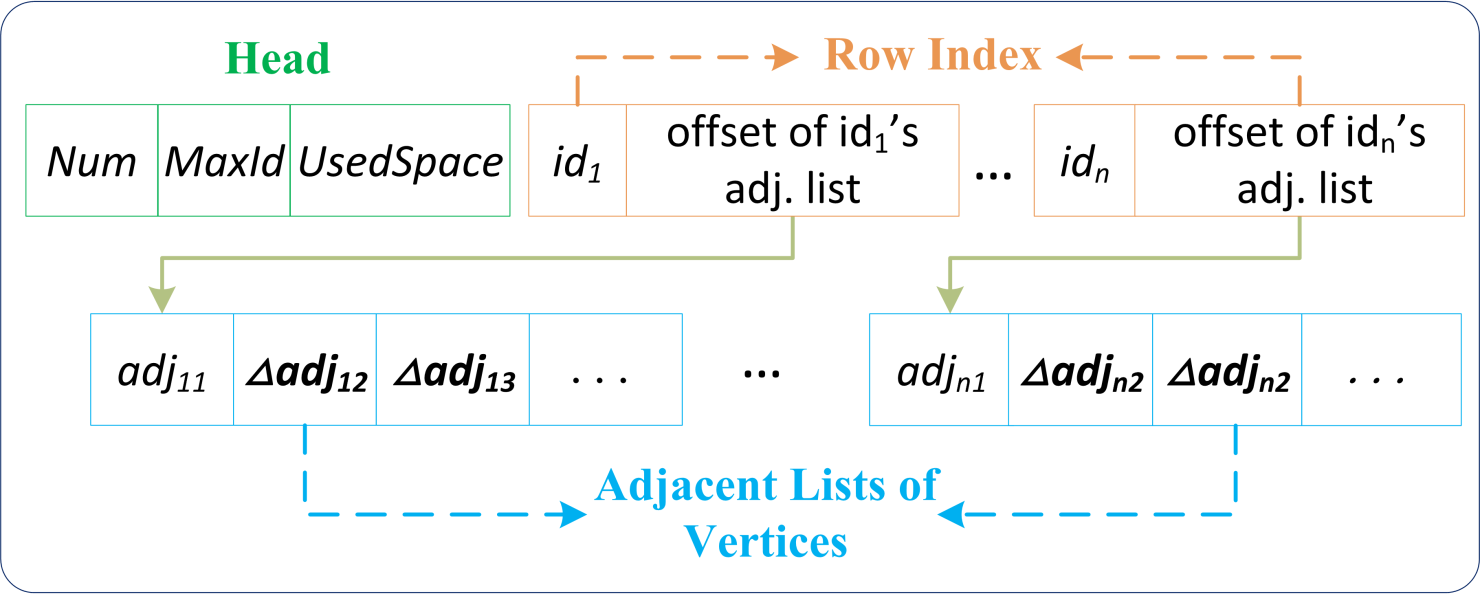 Head
Row Index
Num MaxId UsedSpace
id1
offset of id1's
adj. list
...
idn
offset of idn's
adj. list
adj11 Δadj12 Δadj13 . . .
...
adjn1 Δadjn2 Δadjn2 . . .
Adjacent Lists of
Vertices